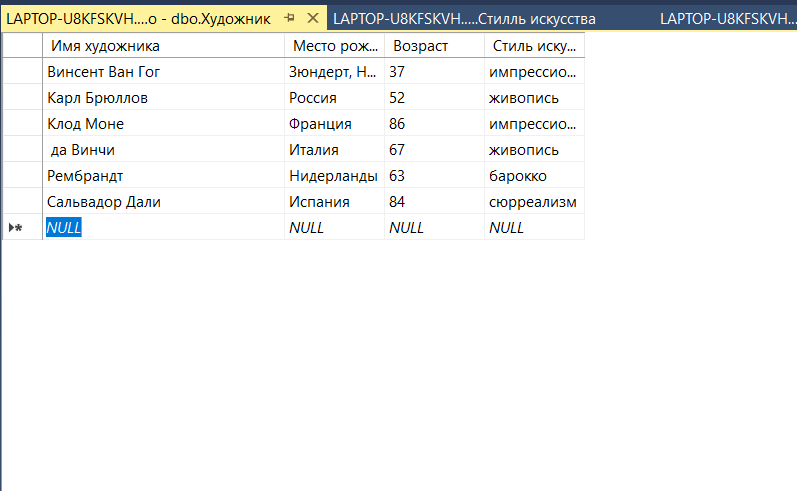 LAPTOP-U8KFSKVH....о - dbo.Художник LAPTOP-U8KFSKVH.....Стилль искусства LAPTOP-U8KFSKVH...
Имя художника Место рож... Возраст Стиль иску...
Винсент Ван Гог Зюндерт, Н... 37 импрессио...
Карл Брюллов Россия 52 живопись
Клод Моне Франция 86 импрессио...
да Винчи Италия 67 живопись
Рембрандт Нидерланды 63 барокко
Сальвадор Дали Испания 84 сюрреализм
NULL NULL NULL NULL